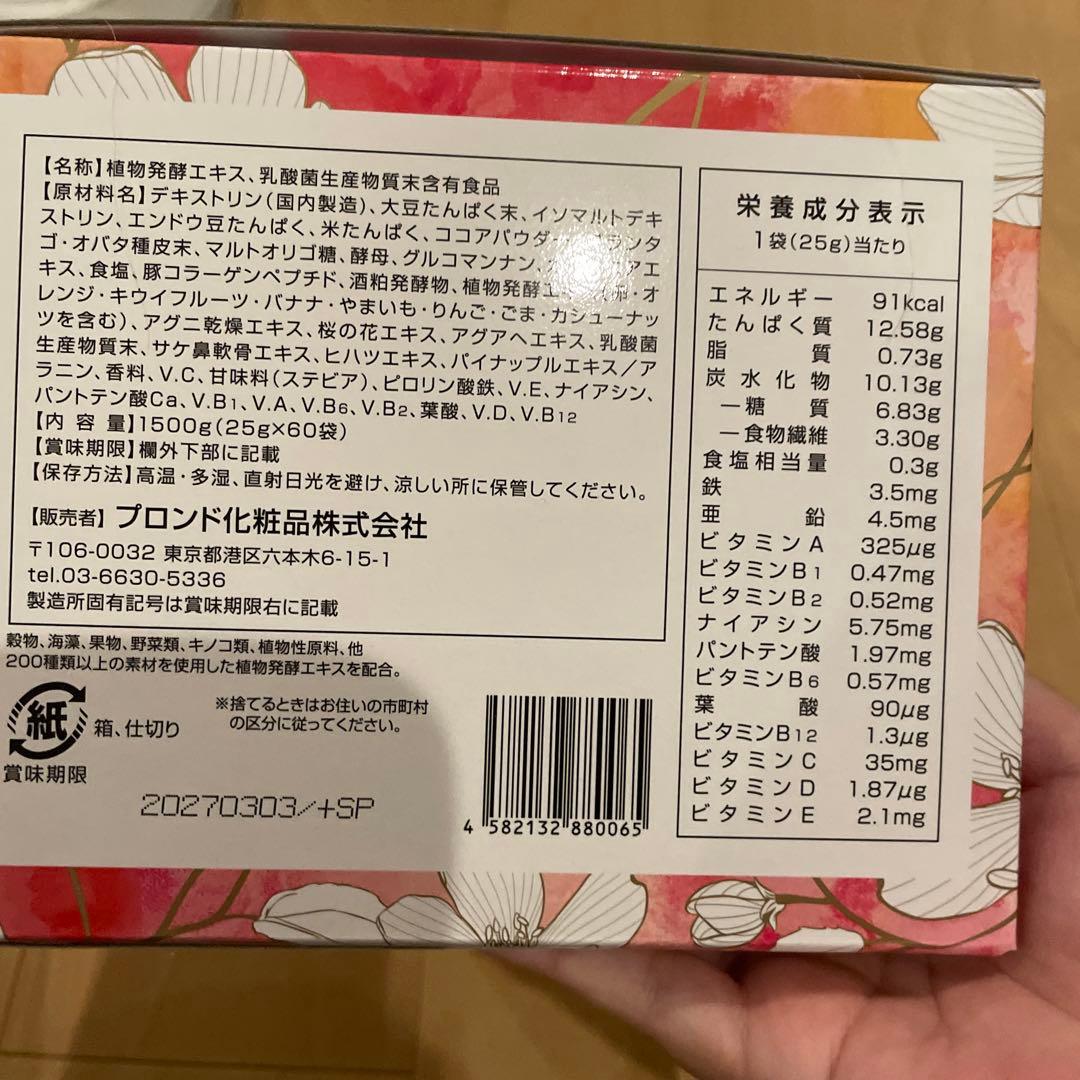 【名称】植物発酵エキス、乳酸菌生産物質末含有食品
【原材料名】デキストリン(国内製造)、大豆たんぱく末、イソマルトデキ
ストリン、エンドウ豆たんぱく、米たんぱく、ココアパウダー、プランタ
ゴ・オバタ種皮末、マルトオリゴ糖、酵母、グルコマンナン、
キス、食塩、豚コラーゲンペプチド、酒粕発酵物、植物発酵エキス(卵・オ
レンジ・キウイフルーツ・バナナ・やまいも・りんご・ごま・カシューナッ
ツを含む)、アグニ乾燥エキス、桜の花エキス、アグアヘエキス、乳酸菌
生産物質末、サケ鼻軟骨エキス、ヒハツエキス、パイナップルエキス/ア
ラニン、香料、V.C、甘味料(ステビア)、ピロリン酸鉄、V.E、ナイアシン、
パントテン酸Ca、V.B1、V.A、V.B6、V.B2、葉酸、V.D、V.B12
【内 容 量】1500g(25g×60袋)
【賞味期限】欄外下部に記載
【保存方法】高温・多湿、直射日光を避け、涼しい所に保管してください。
【販売者】プロンド化粧品株式会社
〒106-0032 東京都港区六本木6-15-1
tel.03-6630-5336
製造所固有記号は賞味期限右に記載
穀物、海藻、果物、野菜類、キノコ類、植物性原料、他
200種類以上の素材を使用した植物発酵エキスを配合。
紙
箱、仕切り
※捨てるときはお住いの市町村
の区分に従ってください。
賞味期限
20270303/+SP
4 582132 880065
栄養成分表示
1袋(25g)当たり
エネルギー 91kcal
たんぱく質 12.58g
脂質 0.73g
炭水化物 10.13g
―糖質 6.83g
―食物繊維 3.30g
食塩相当量 0.3g
鉄 3.5mg
亜鉛 4.5mg
ビタミンA 325μg
ビタミンB1 0.47mg
ビタミンB2 0.52mg
ナイアシン 5.75mg
パントテン酸 1.97mg
ビタミンB6 0.57mg
葉酸 90μg
ビタミンB12 1.3μg
ビタミンC 35mg
ビタミンD 1.87μg
ビタミンE 2.1mg